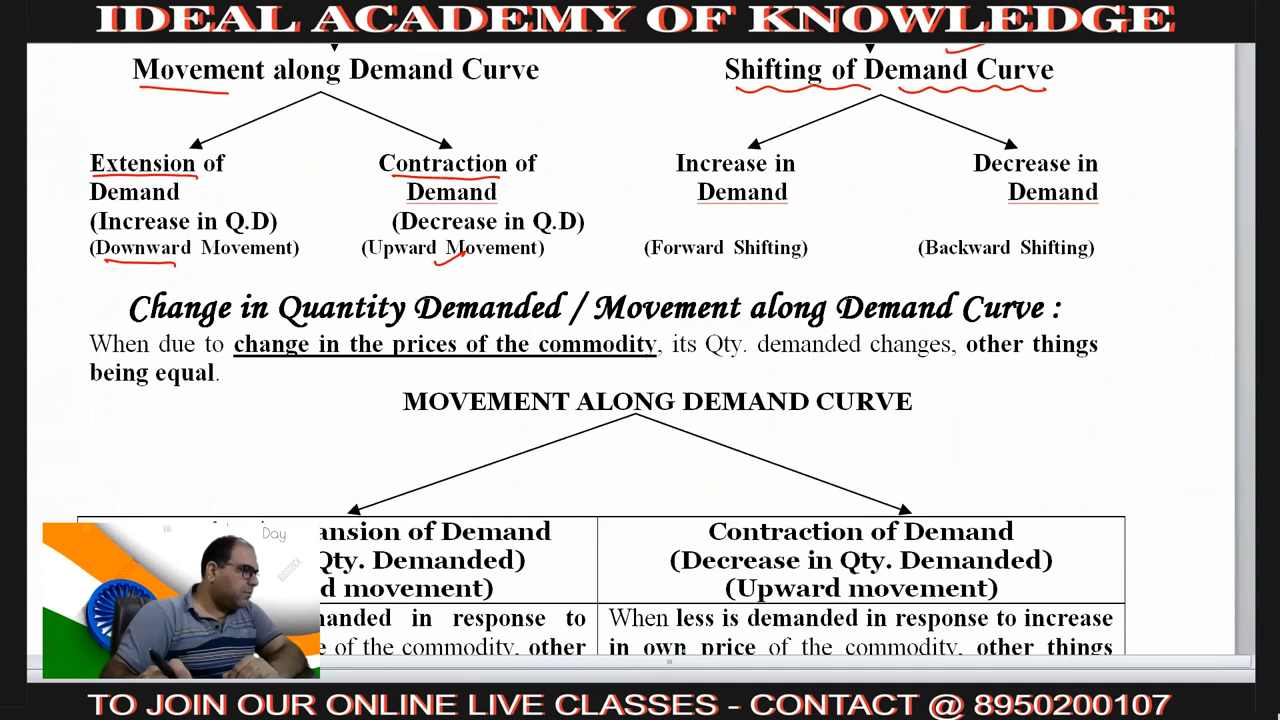 IDEAL ACADEMY OF KNOWLEDGE
Movement along Demand Curve
Shifting of Demand Curve
Extension of
Demand
(Increase in Q.D)
(Downward Movement)
Contraction of
Demand
(Decrease in Q.D)
(Upward Movement)
Increase in
Demand
(Forward Shifting)
Decrease in
Demand
(Backward Shifting)
Change in Quantity Demanded / Movement along Demand Curve :
When due to change in the prices of the commodity, its Qty. demanded changes, other things
being equal.
MOVEMENT ALONG DEMAND CURVE
of Demand
Qty. Demanded)
movement)
in response to
of the commodity, other
Contraction of Demand
(Decrease in Qty. Demanded)
(Upward movement)
When less is demanded in response to increase
in own price of the commodity, other things
Day
TO JOIN OUR ONLINE LIVE CLASSES - CONTACT @ 8950200107